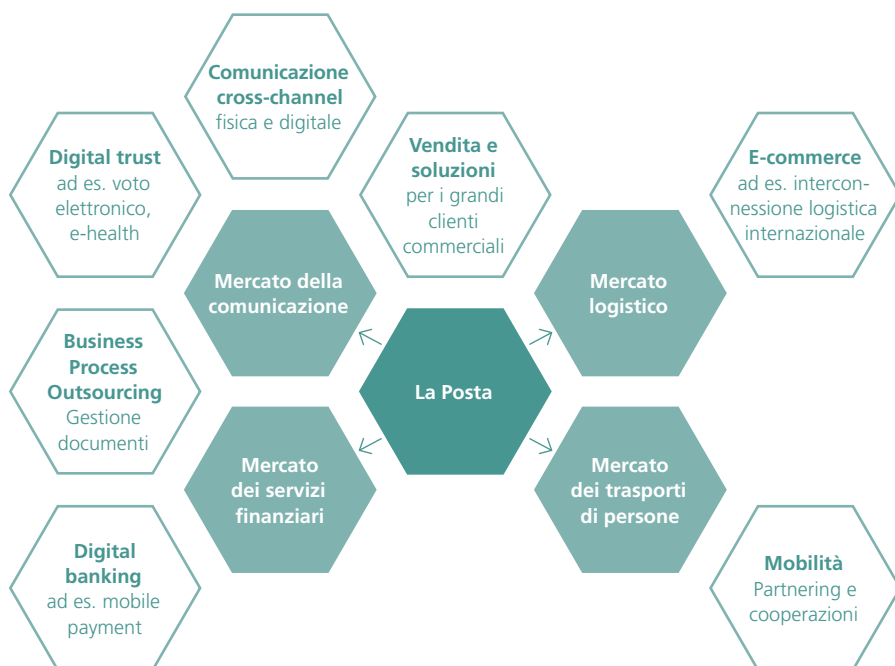 Comunicazione
cross-channel
fisica e digitale
Digital trust
ad es. voto
elettronico,
e-health
Vendita e
soluzioni
per i grandi
clienti
commerciali
E-commerce
ad es. intercon-
nessione logistica
internazionale
Mercato della
comunicazione
Mercato
logistico
Business
Process
Outsourcing
Gestione
documenti
La Posta
Mercato
dei servizi
finanziari
Mercato
dei trasporti
di persone
Digital
banking
ad es. mobile
payment
Mobilità
Partnering e
cooperazioni